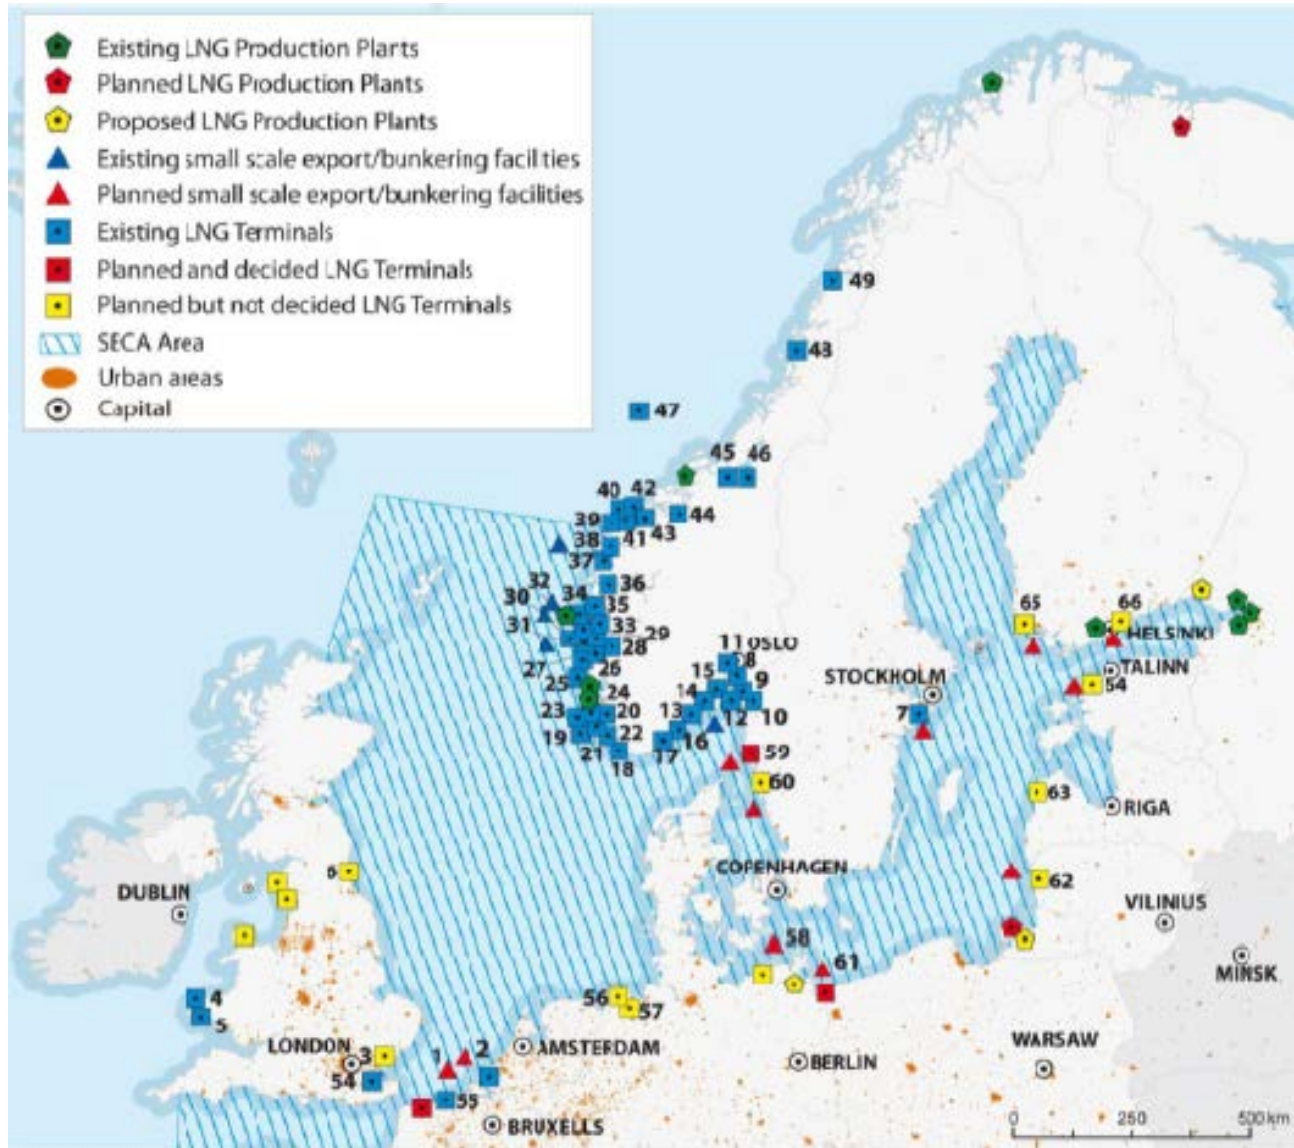 Existing LNG Production Plants
Planned LNG Production Plants
Proposed LNG Production Plants
Existing small scale export/bunkering facilities
Planned small scale export/bunkering facilities
Existing LNG Terminals
Planned and decided LNG Terminals
Planned but not decided LNG Terminals
SECA Area
Urban areas
Capital
49
43
47
45 46
40 42
39 44
43
38 41
37
36
32
30 34 35
31 33 29
28
27 26
25
24
23 20
19 22
21
18
11 OSLO
8
15 9
14
13 12 10
16
17
59
60
STOCKHOLM
7
65 66
HELSINKI
TALINN
54
63
RIGA
COPENHAGEN
62
VILINIUS
MINSK
58
61
6
DUBLIN
4
5
56
57
LONDON 3 1 2
AMSTERDAM
BERLIN
WARSAW
54
55
BRUXELLS
0 250 500 km